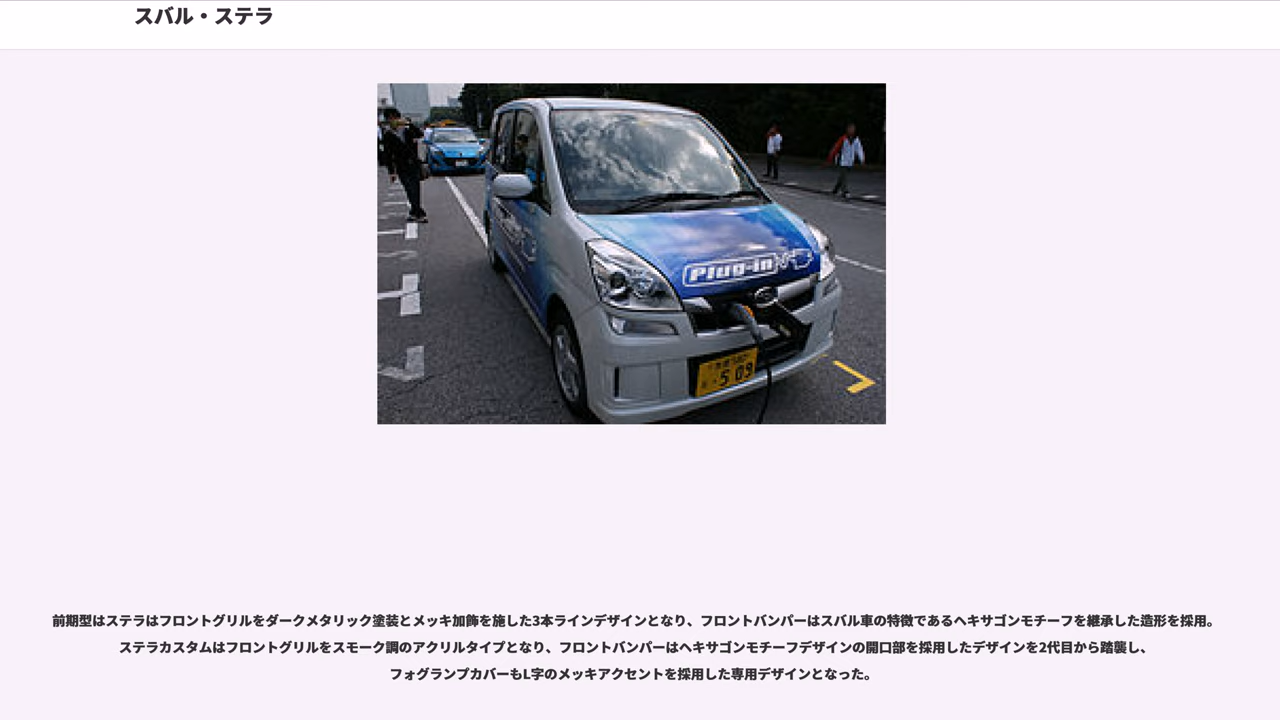 スバル・ステラ
Plug-in
5 09
前期型はステラはフロントグリルをダークメタリック塗装とメッキ加飾を施した3本ラインデザインとなり、フロントバンパーはスバル車の特徴であるヘキサゴンモチーフを継承した造形を採用。
ステラカスタムはフロントグリルをスモーク調のアクリルタイプとなり、フロントバンパーはヘキサゴンモチーフデザインの開口部を採用したデザインを2代目から踏襲し、
フォグランプカバーもL字のメッキアクセントを採用した専用デザインとなった。